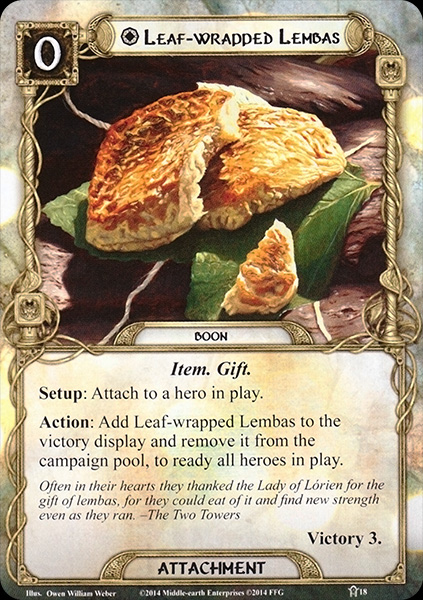 0
Leaf-wrapped Lembas
Boon
Item. Gift.
Setup: Attach to a hero in play.
Action: Add Leaf-wrapped Lembas to the
victory display and remove it from the
campaign pool, to ready all heroes in play.
Often in their hearts they thanked the Lady of Lórien for the
gift of lembas, for they could eat of it and find new strength
even as they ran. –The Two Towers
Victory 3.
Attachment
Illus. Owen William Weber ©2014 Middle-earth Enterprises ©2014 FFG 18